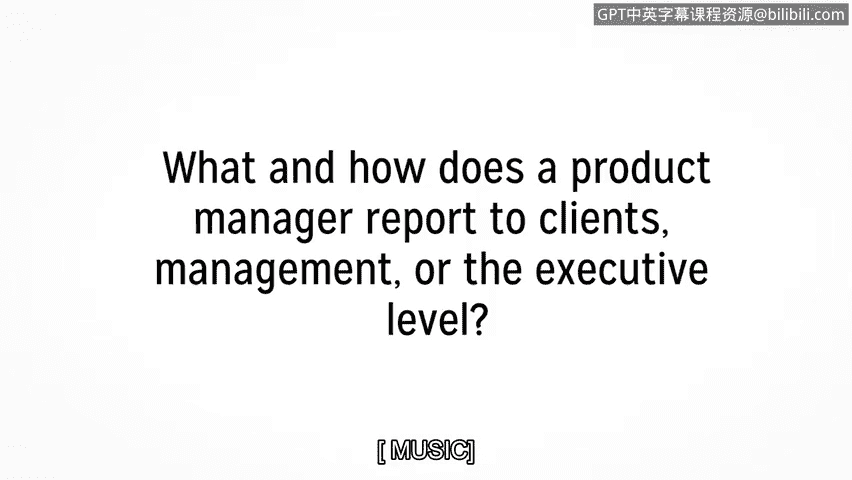 GPT中英字幕课程资源@bilibili.com
What and how does a product
manager report to clients,
management, or the executive
level?
[ MUSIC]